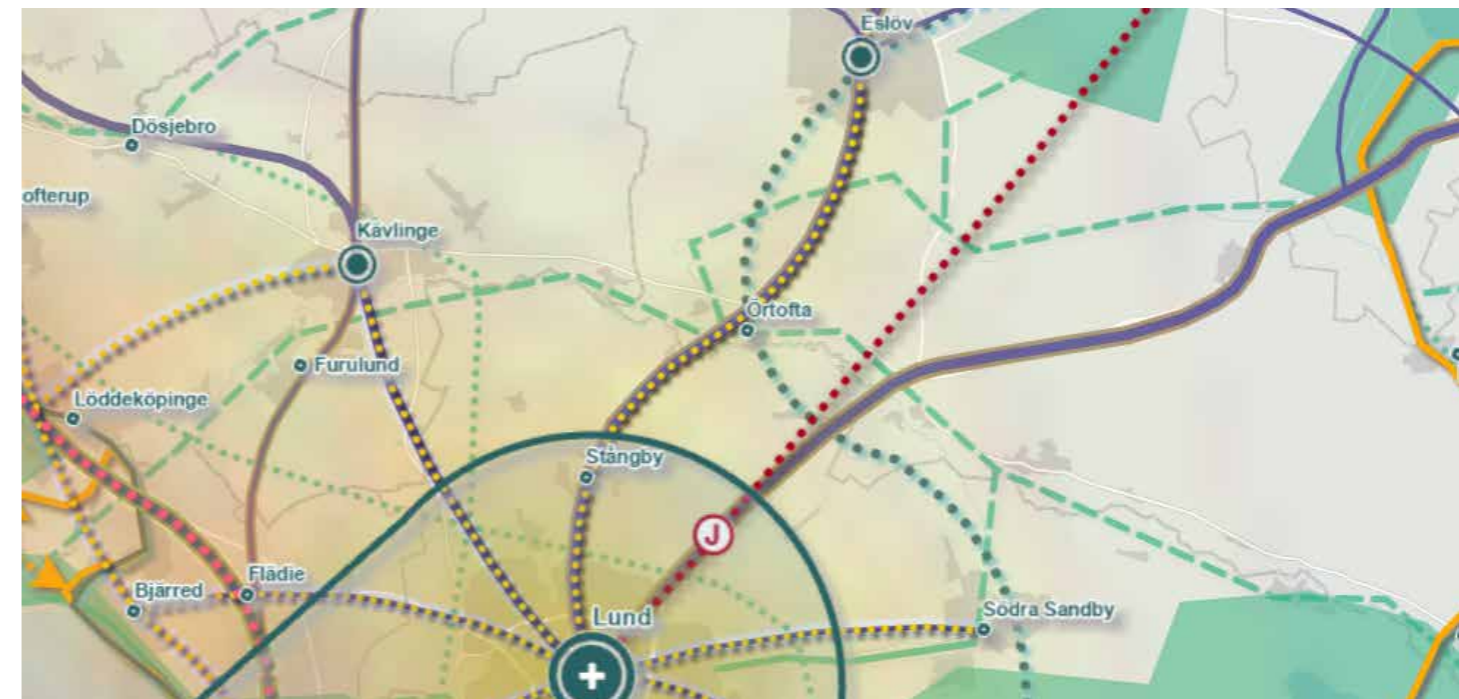 Eslöv
Dösjebro
ofterup
Kävlinge
Örtofta
Furulund
Löddeköpinge
Stångby
J
Flädie
Bjärred
Södra Sandby
Lund